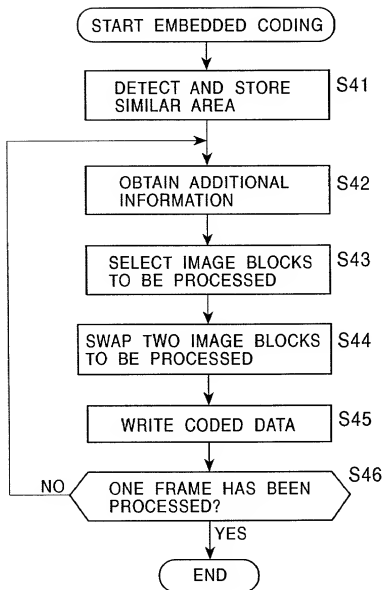 START EMBEDDED CODING
DETECT AND STORE
SIMILAR AREA
S41
OBTAIN ADDITIONAL
INFORMATION
S42
SELECT IMAGE BLOCKS
TO BE PROCESSED
S43
SWAP TWO IMAGE BLOCKS
TO BE PROCESSED
S44
WRITE CODED DATA
S45
ONE FRAME HAS BEEN
PROCESSED?
S46
NO
YES
END